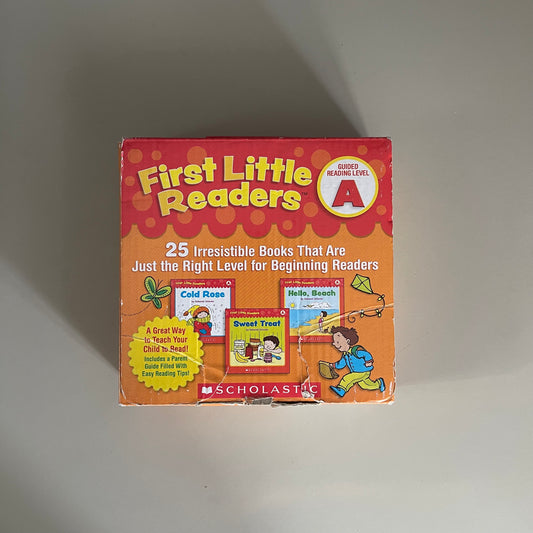 First Little
Readers™
GUIDED
READING LEVEL
A
25 Irresistible Books That Are
Just the Right Level for Beginning Readers
Cold Rose
A
Hello, Beach
A
Sweet Treat
A
A Great Way
to Teach Your
Child to Read!
Includes a Parent
Guide Filled With
Easy Reading Tips!
SCHOLASTIC